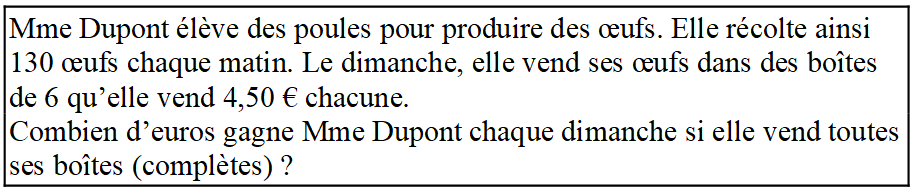 Mme Dupont élève des poules pour produire des œufs. Elle récolte ainsi
130 œufs chaque matin. Le dimanche, elle vend ses œufs dans des boîtes
de 6 qu’elle vend 4,50 € chacune.
Combien d’euros gagne Mme Dupont chaque dimanche si elle vend toutes
ses boîtes (complètes) ?